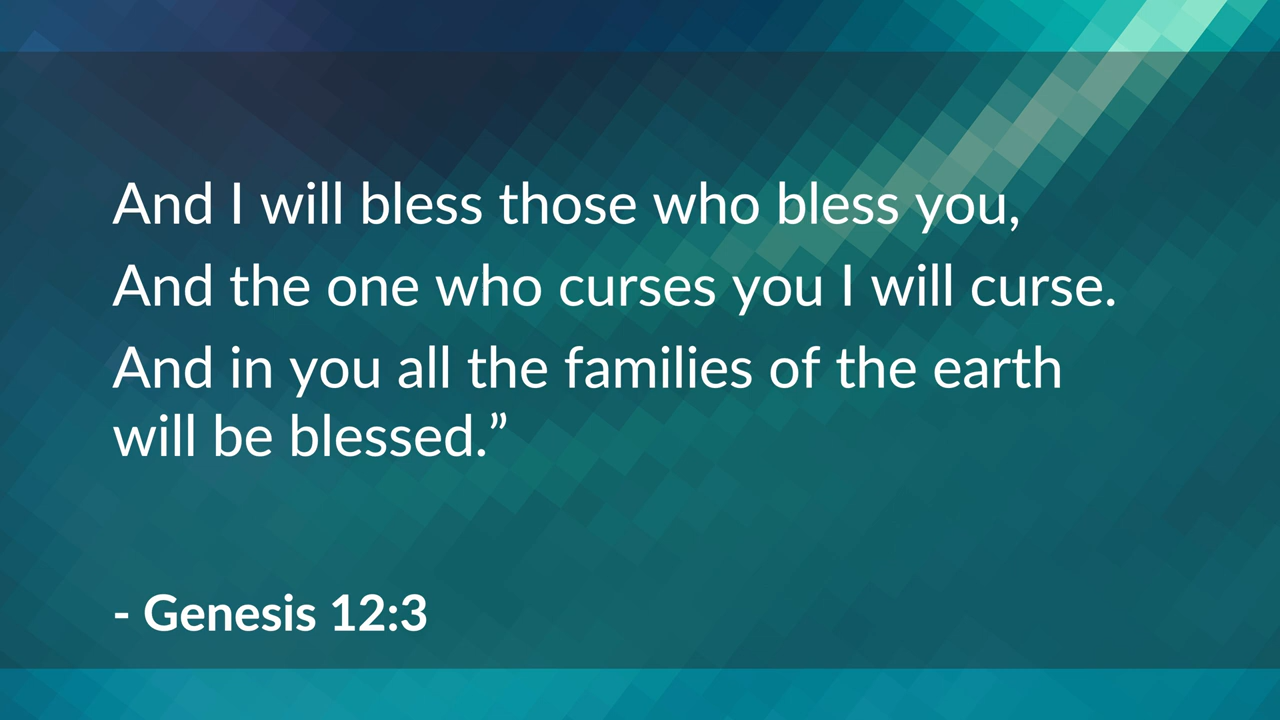 And I will bless those who bless you,
And the one who curses you I will curse.
And in you all the families of the earth
will be blessed.”
- Genesis 12:3